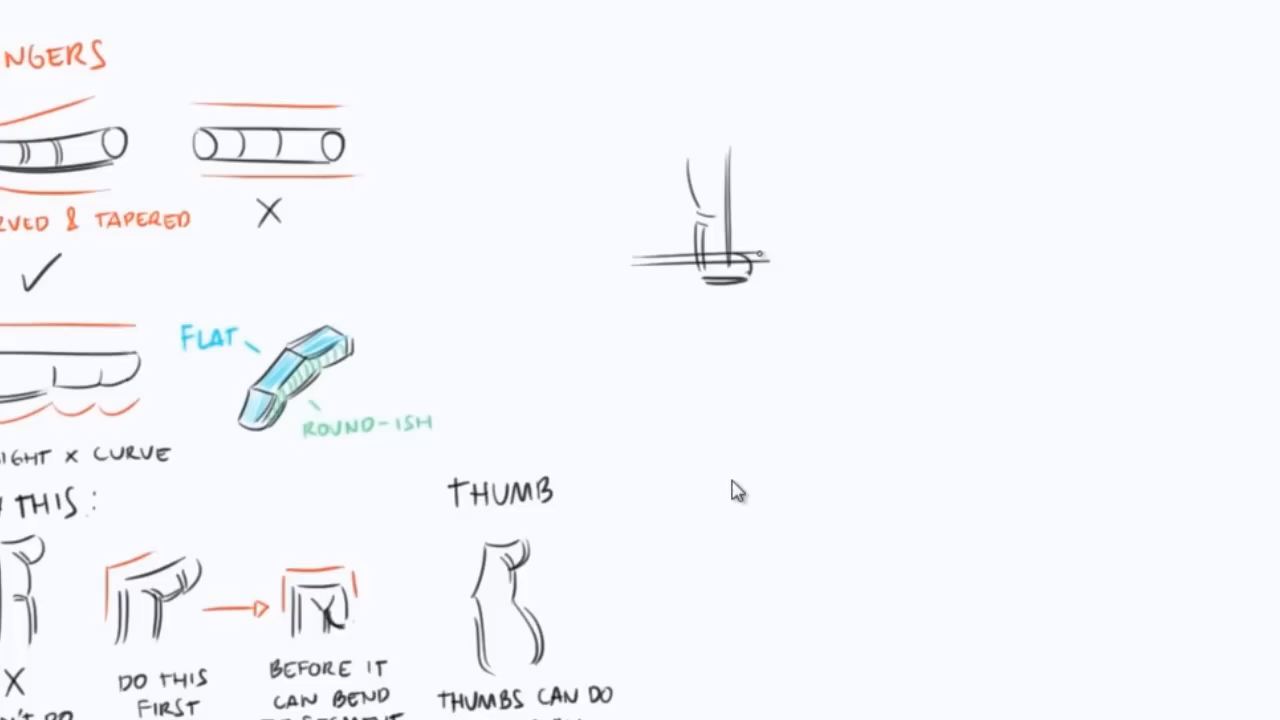 NGERS
RVED & TAPERED
X
FLAT
ROUND-ISH
IGHT X CURVE
THIS:
THUMB
X
X
DO THIS
FIRST
BEFORE IT
CAN BEND
THUMBS CAN DO